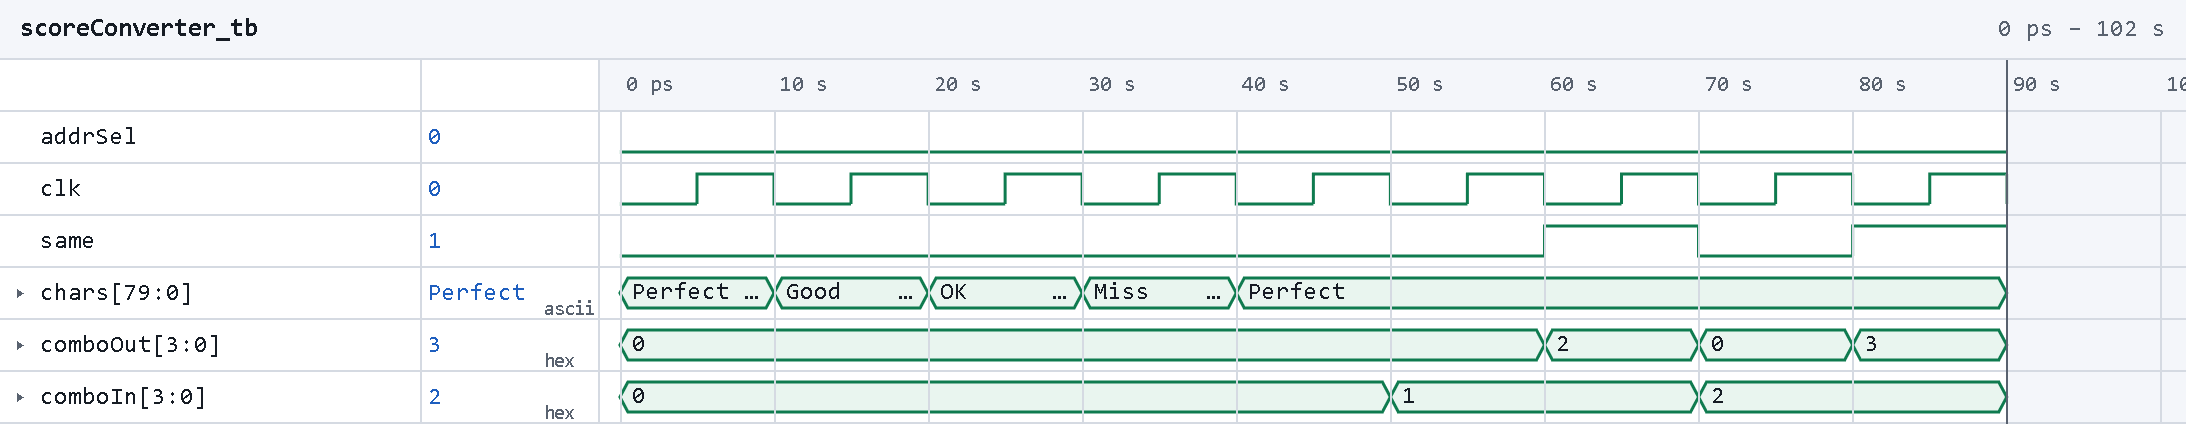 scoreConverter_tb 0 ps – 102 s
0 ps 10 s 20 s 30 s 40 s 50 s 60 s 70 s 80 s 90 s 10
addrSel 0
clk 0
same 1
chars[79:0] Perfect ascii Perfect … Good … OK … Miss … Perfect
comboOut[3:0] 3 hex 0 2 0 3
comboIn[3:0] 2 hex 0 1 2